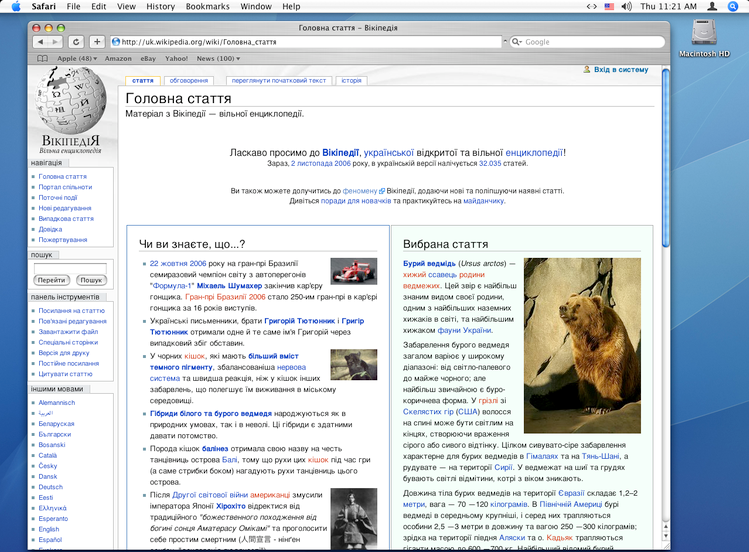 Safari File Edit View History Bookmarks Window Help Thu 11:21 AM
Головна стаття – Вікіпедія
http://uk.wikipedia.org/wiki/Головна_стаття
Google
Apple (48) Amazon eBay Yahoo! News (100)
Macintosh HD
ВікіпедіЯ
Вільна енциклопедія
навігація
Головна стаття
Портал спільноти
Поточні події
Нові редагування
Випадкова стаття
Довідка
Пожертвування
пошук
Перейти Пошук
панель інструментів
Посилання на статтю
Пов'язані редагування
Завантажити файл
Спеціальні сторінки
Версія для друку
Постійне посилання
Цитувати статтю
іншими мовами
Alemannisch
العربية
Беларуская
Български
Bosanski
Català
Česky
Dansk
Deutsch
Eesti
Ελληνικά
Esperanto
English
Español
Вхід в систему
стаття обговорення переглянути початковий текст історія
Головна стаття
Матеріал з Вікіпедії — вільної енциклопедії.
Ласкаво просимо до Вікіпедії, української відкритої та вільної енциклопедії!
Зараз, 2 листопада 2006 року, в українській версії налічується 32.035 статей.
Ви також можете долучитись до феномену Вікіпедії, додаючи нові та поліпшуючи наявні статті.
Дивіться поради для новачків та практикуйтесь на майданчику.
Чи ви знаєте, що...?
22 жовтня 2006 року на гран-прі Бразилії
семиразовий чемпіон світу з автоперегонів
"Формула-1" Міхаель Шумахер закінчив кар'єру
гонщика. Гран-прі Бразилії 2006 стало 250-им гран-прі в кар'єрі
гонщика за 16 років виступів.
Українські письменники, брати Григорій Тютюнник і Григір
Тютюнник отримали одне й те саме ім'я Григорій через
випадковий збіг обставин.
У чорних кішок, які мають більший вміст
темного пігменту, збалансованіша нервова
система та швидша реакція, ніж у кішок інших
забарвлень, що полегшує їм виживання в міському
середовищі.
Гібриди білого та бурого ведмедя народжуються як в
природних умовах, так і в неволі. Ці гібриди є здатними
давати потомство.
Порода кішок балінез отримала свою назву на честь
танцівниць острова Балі, тому що рухи цих кішок під час гри
(а саме стрибки боком) нагадують рухи танцівниць цього
острова.
Після Другої світової війни американці змусили
імператора Японії Хірохіто відректися від
традиційного "божественного походження від
богині сонця Аматерасу Омікамі" та проголосити
себе простим смертним (人間宣言 - нінґен
Вибрана стаття
Бурий ведмідь (Ursus arctos) —
хижий ссавець родини
ведмежих. Цей звір є найбільш
знаним видом своєї родини,
одним з найбільших наземних
хижаків в світі, та найбільшим
хижаком фауни України.
Забарвлення бурого ведмедя
загалом варіює у широкому
діапазоні: від світло-палевого
до майже чорного; але
найбільш звичайною є буро-
коричнева форма. У грізлі зі
Скелястих гір (США) волосся
на спині може бути світлим на
кінцях, створюючи враження
сірого або сивого відтінку. Цілком сивувато-сіре забарвлення
характерне для бурих ведмедів в Гімалаях та на Тянь-Шані, а
рудувате — на території Сирії. У ведмежат на шиї та грудях
бувають світлі відмітини, котрі з віком зникають.
Довжина тіла бурих ведмедів на території Євразії складає 1,2–2
метри, вага — 70 —120 кілограмів. В Північній Америці бурі
ведмеді в середньому крупніші, і серед них трапляються
особини 2,5 —3 метри в довжину та вагою 250 —300 кілограмів;
зрідка на території півдня Аляски та о. Кадьяк трапляються
гіганти масою до 600 —700 кг. Найбільший відомий бурий